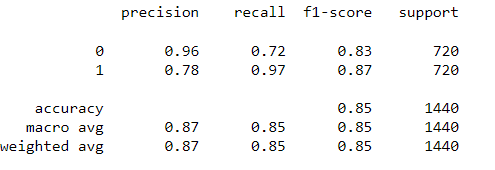 precision recall f1-score support
0 0.96 0.72 0.83 720
1 0.78 0.97 0.87 720
accuracy 0.85 1440
macro avg 0.87 0.85 0.85 1440
weighted avg 0.87 0.85 0.85 1440